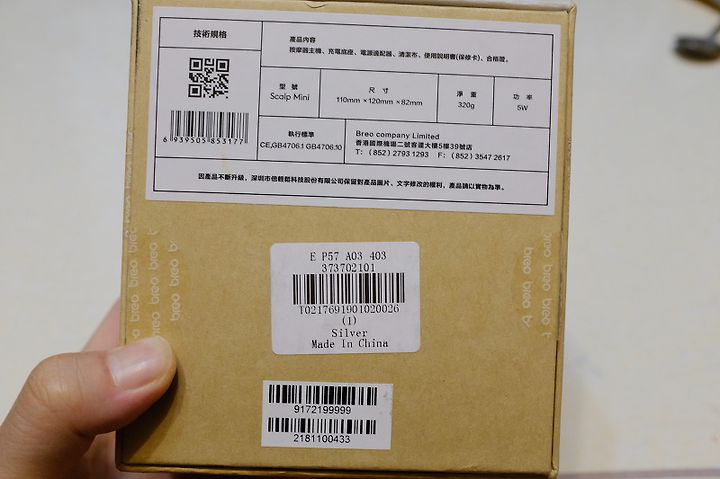 技術規格
產品內容
按摩器主機、充電底座、電源適配器、清潔布、使用說明書(保修卡)、合格證。
型號
Scalp Mini
尺寸
110mm×120mm×82mm
淨重
320g
功率
5W
6 939505 853177
執行標準
CE,GB4706.1 GB4706.10
Breo company Limited
香港國際機場二號客運大樓5樓39號店
T: (852) 2793 1293 F: (852) 3547 2617
因產品不斷升級，深圳市倍輕鬆科技股份有限公司保留對產品圖片、文字修改的權利，產品請以實物為準。
E P57 A03 403
373702101
T0217691901020026
(1)
Silver
Made In China
breo breo breo
breo breo b
9172199999
2181100433